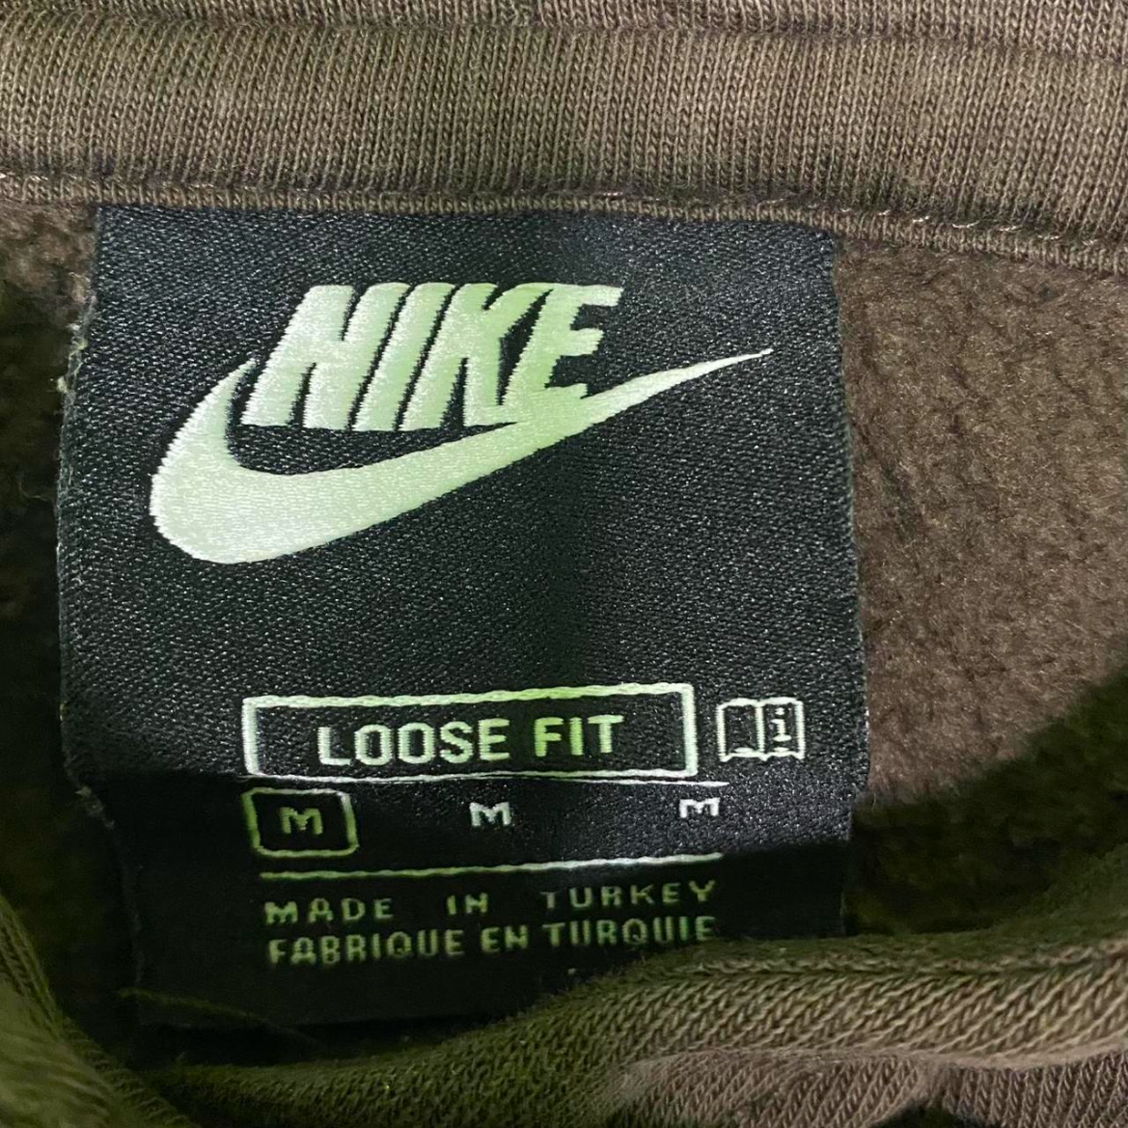 NIKE
LOOSE FIT i
M M M
MADE IN TURKEY
FABRIQUE EN TURQUIE